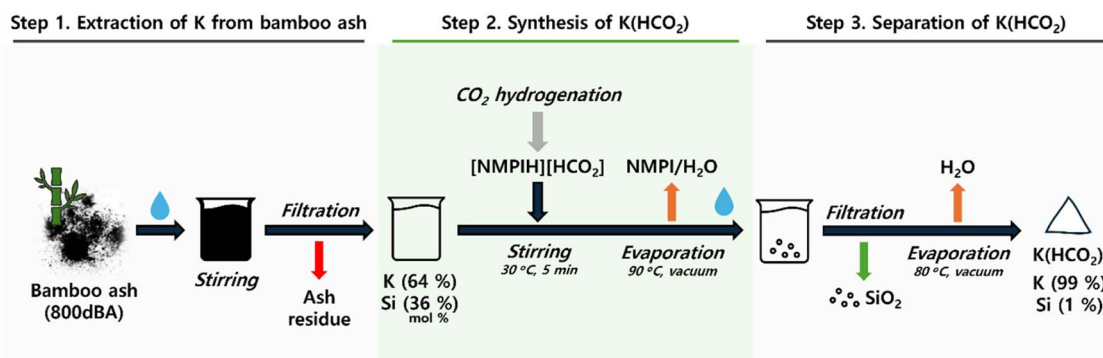 Step 1. Extraction of K from bamboo ash
Step 2. Synthesis of K(HCO₂)
Step 3. Separation of K(HCO₂)
Bamboo ash
(800dBA)
Stirring
Filtration
Ash
residue
K (64 %)
Si (36 %)
mol %
CO₂ hydrogenation
[NMPIH][HCO₂]
Stirring
30 °C, 5 min
NMPI/H₂O
Evaporation
90 °C, vacuum
Filtration
SiO₂
H₂O
Evaporation
80 °C, vacuum
K(HCO₂)
K (99 %)
Si (1 %)